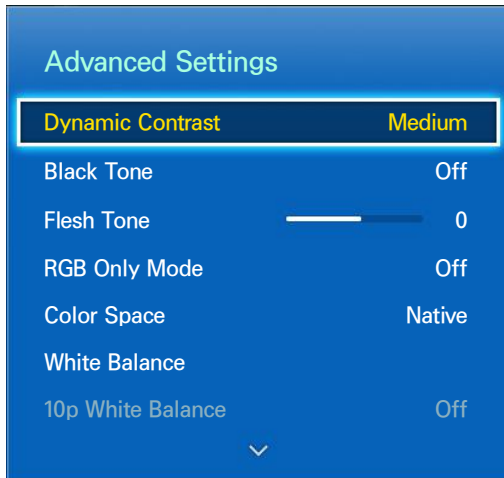 Advanced Settings
Dynamic Contrast Medium
Black Tone Off
Flesh Tone 0
RGB Only Mode Off
Color Space Native
White Balance
10p White Balance Off